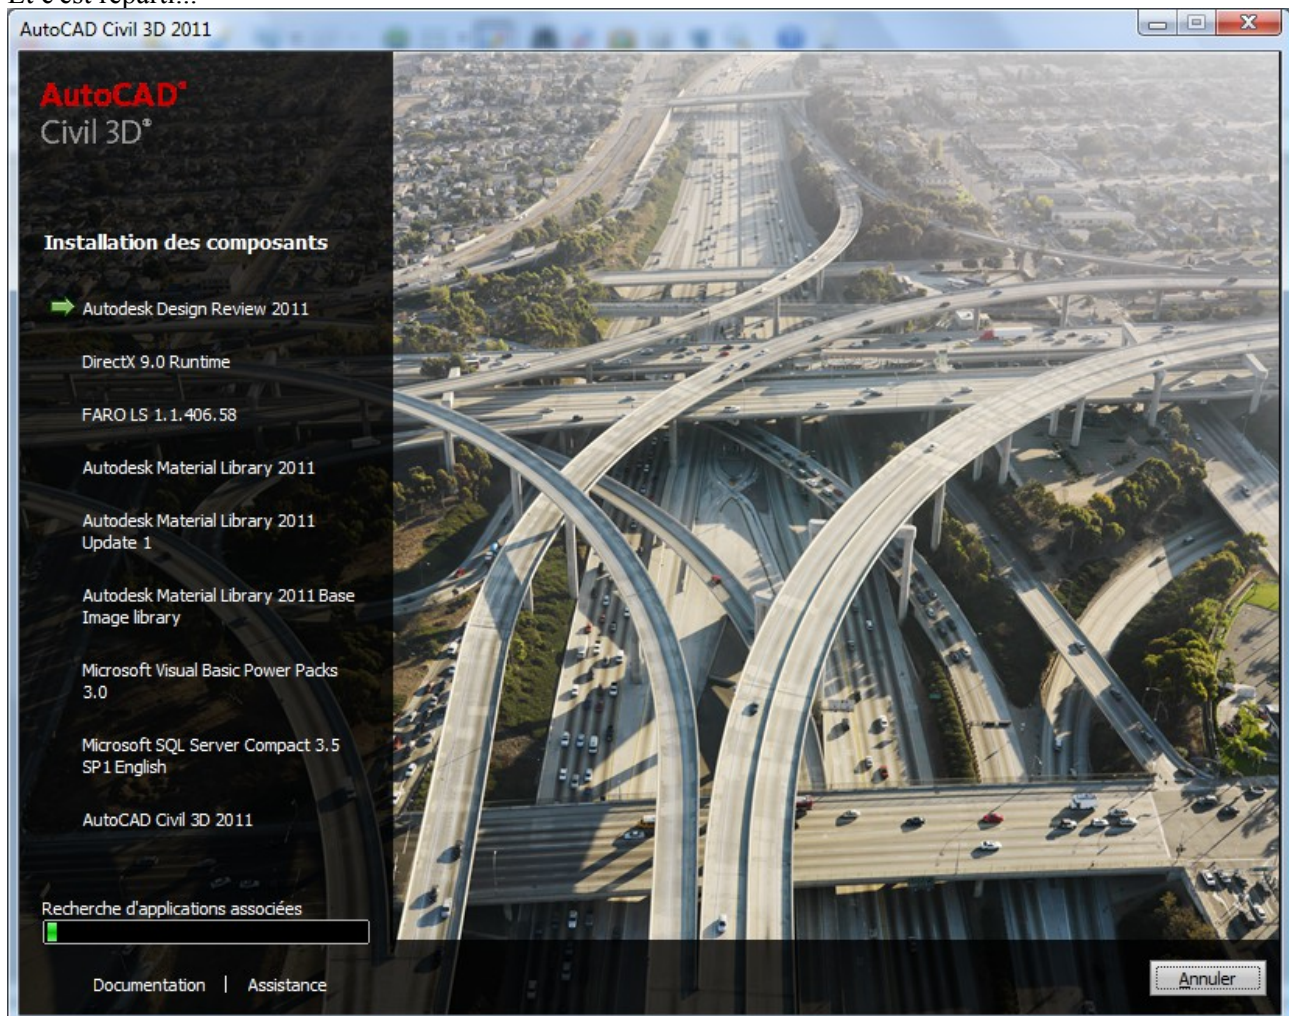 Et c'est reparti...
AutoCAD Civil 3D 2011
AutoCAD®
Civil 3D®
Installation des composants
Autodesk Design Review 2011
DirectX 9.0 Runtime
FARO LS 1.1.406.58
Autodesk Material Library 2011
Autodesk Material Library 2011
Update 1
Autodesk Material Library 2011 Base
Image library
Microsoft Visual Basic Power Packs
3.0
Microsoft SQL Server Compact 3.5
SP1 English
AutoCAD Civil 3D 2011
Recherche d'applications associées
Documentation | Assistance
Annuler